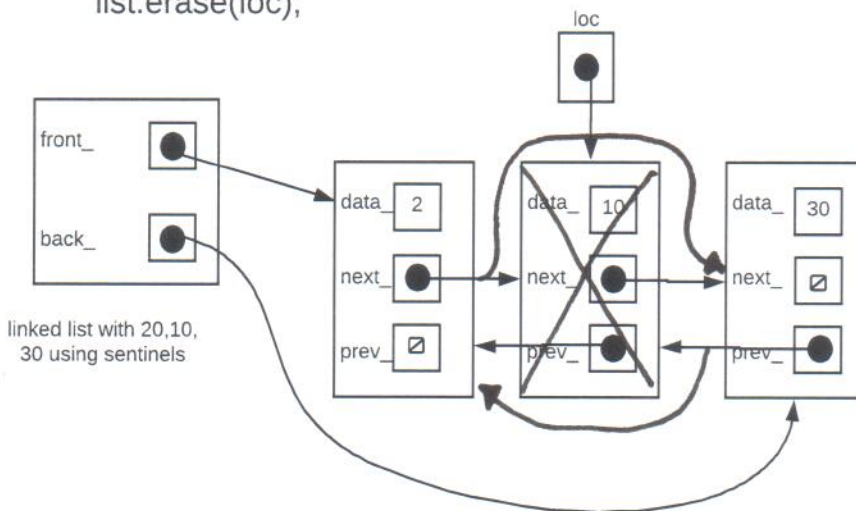 list.erase(loc);
loc
front_
back_
data_ 2
next_
prev_
data_ 10
next_
prev_
data_ 30
next_
prev_
linked list with 20,10,
30 using sentinels